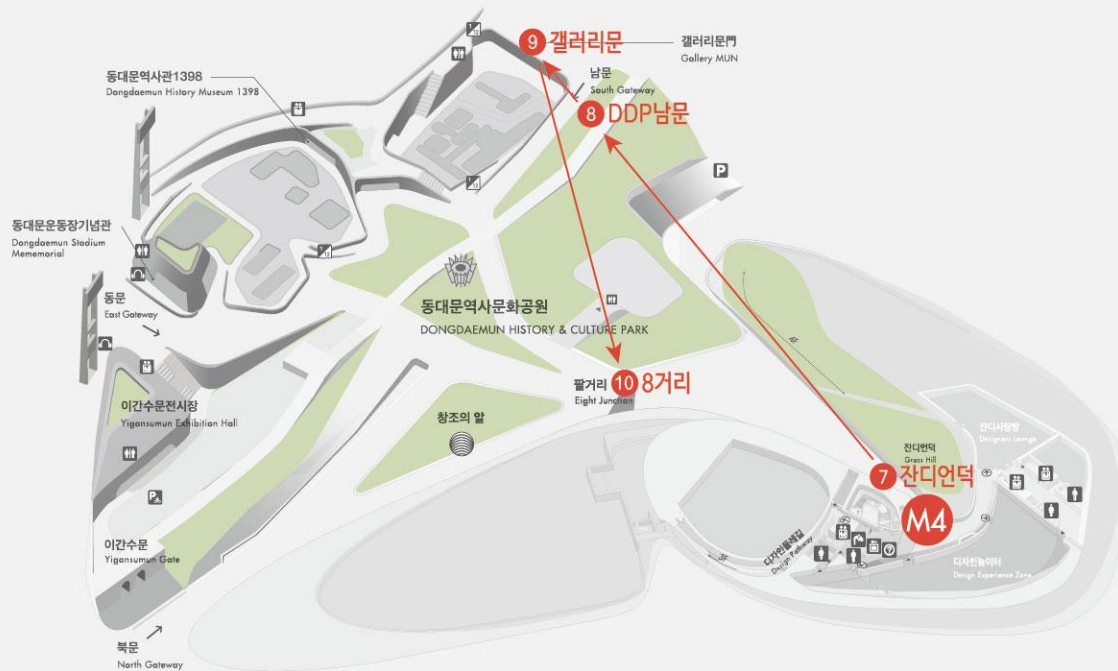 9 갤러리문
갤러리문門
Gallery MUN
남문
South Gateway
8 DDP남문
동대문역사관1398
Dongdaemun History Museum 1398
P
동대문운동장기념관
Dongdaemun Stadium
Mememorial
동문
East Gateway
동대문역사문화공원
DONGDAEMUN HISTORY & CULTURE PARK
4F
팔거리
Eight Junction
10 8거리
이간수문전시장
Yigansumun Exhibition Hall
창조의 알
잔디사랑방
Designers Lounge
잔디언덕
Grass Hill
7 잔디언덕
M4
P
디자인둘레길
Design Pathway
3F
디자인놀이터
Design Experience Zone
이간수문
Yigansumun Gate
북문
North Gateway